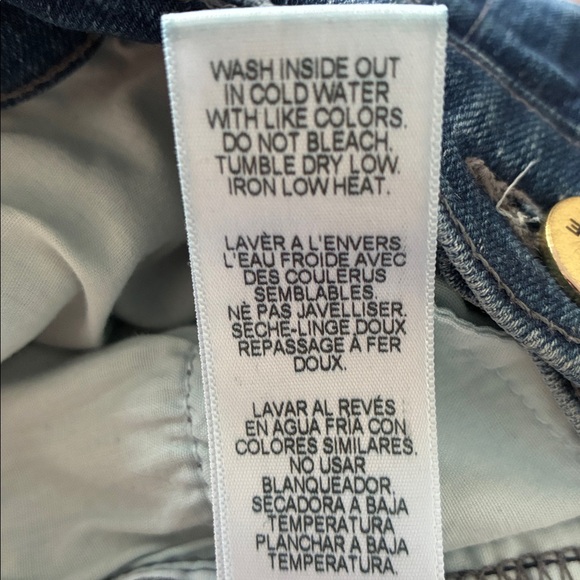 WASH INSIDE OUT
IN COLD WATER
WITH LIKE COLORS.
DO NOT BLEACH.
TUMBLE DRY LOW.
IRON LOW HEAT.
LAVÈR A L'ENVERS
L'EAU FROIDE AVEC
DES COULERUS
SEMBLABLES.
NÈ PAS JAVELLISER.
SÈCHE-LINGE DOUX
REPASSAGE A FER
DOUX.
LAVAR AL REVÉS
EN AGUA FRIA CON
COLORES SIMILARES.
NO USAR
BLANQUEADOR.
SECADORA A BAJA
TEMPERATURA
PLANCHAR A BAJA
TEMPERATURA.